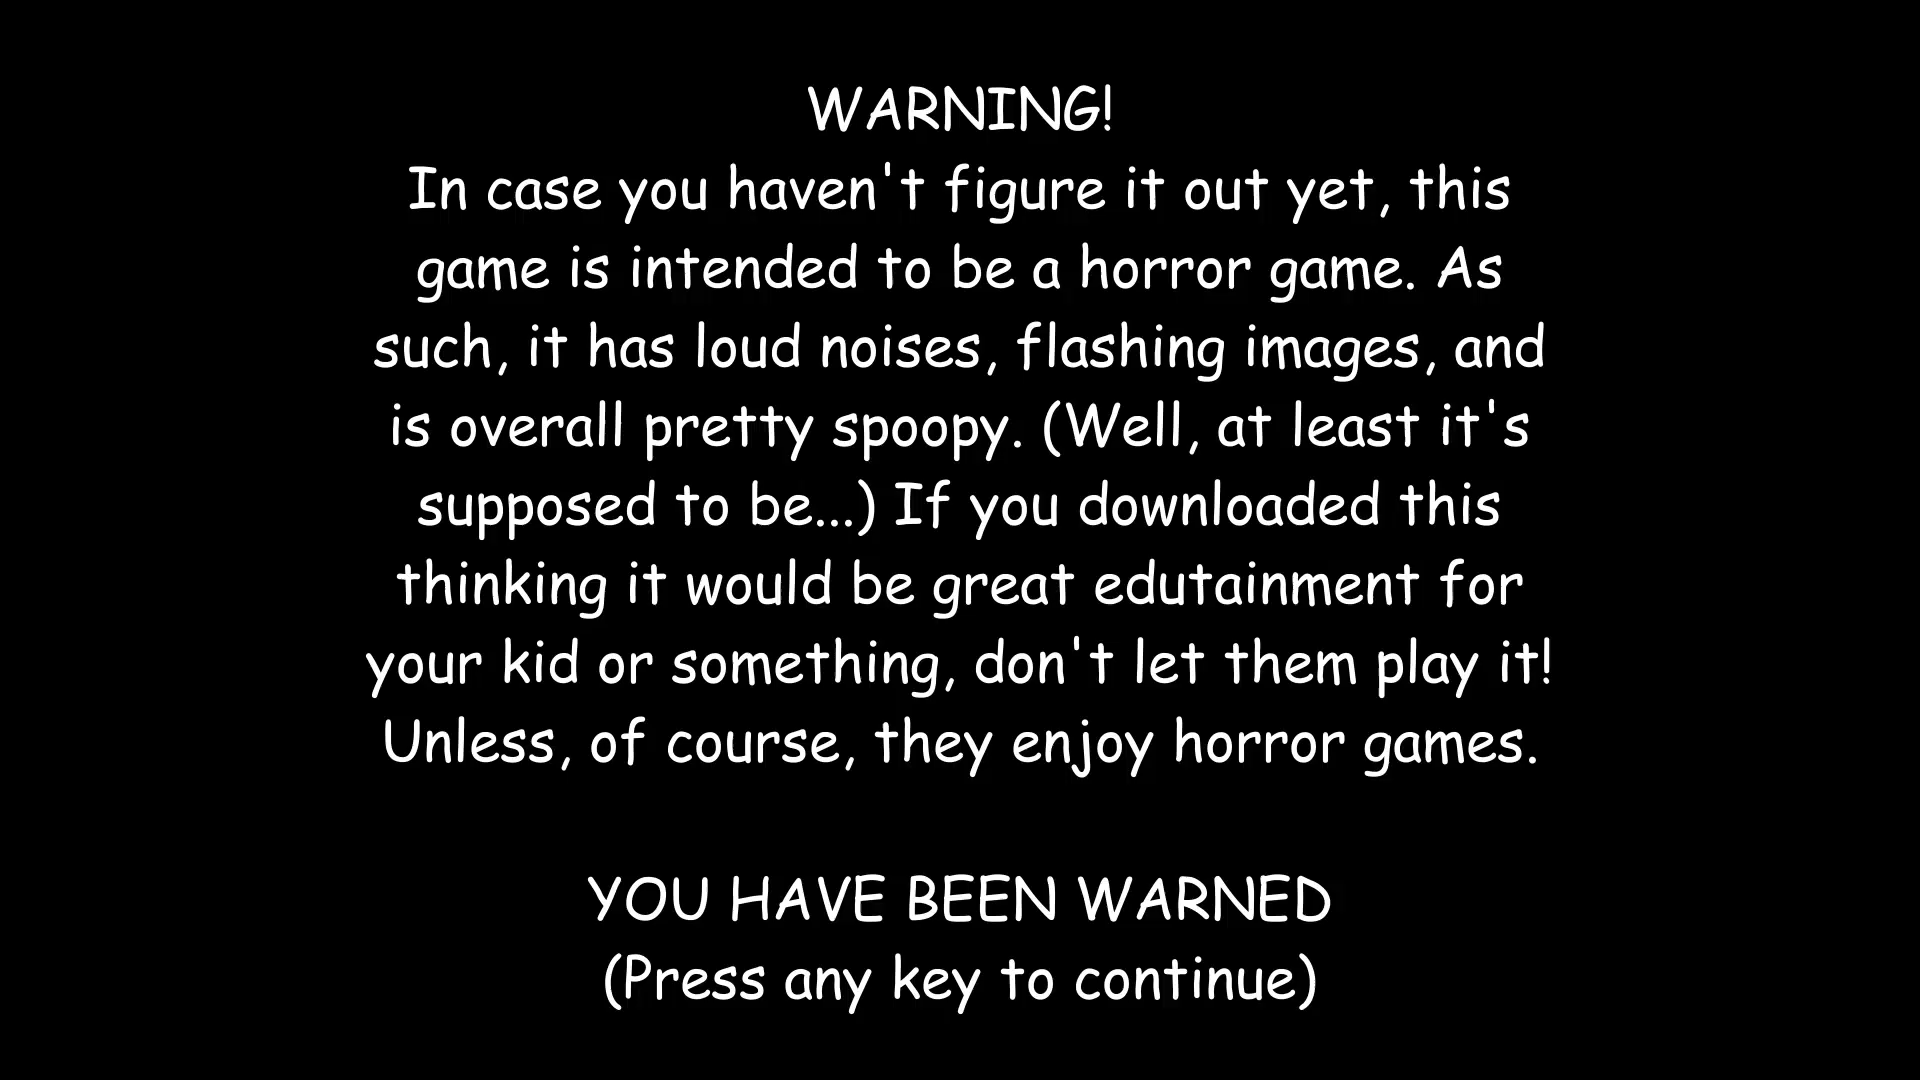 WARNING!
In case you haven't figure it out yet, this
game is intended to be a horror game. As
such, it has loud noises, flashing images, and
is overall pretty spoopy. (Well, at least it's
supposed to be...) If you downloaded this
thinking it would be great edutainment for
your kid or something, don't let them play it!
Unless, of course, they enjoy horror games.
YOU HAVE BEEN WARNED
(Press any key to continue)